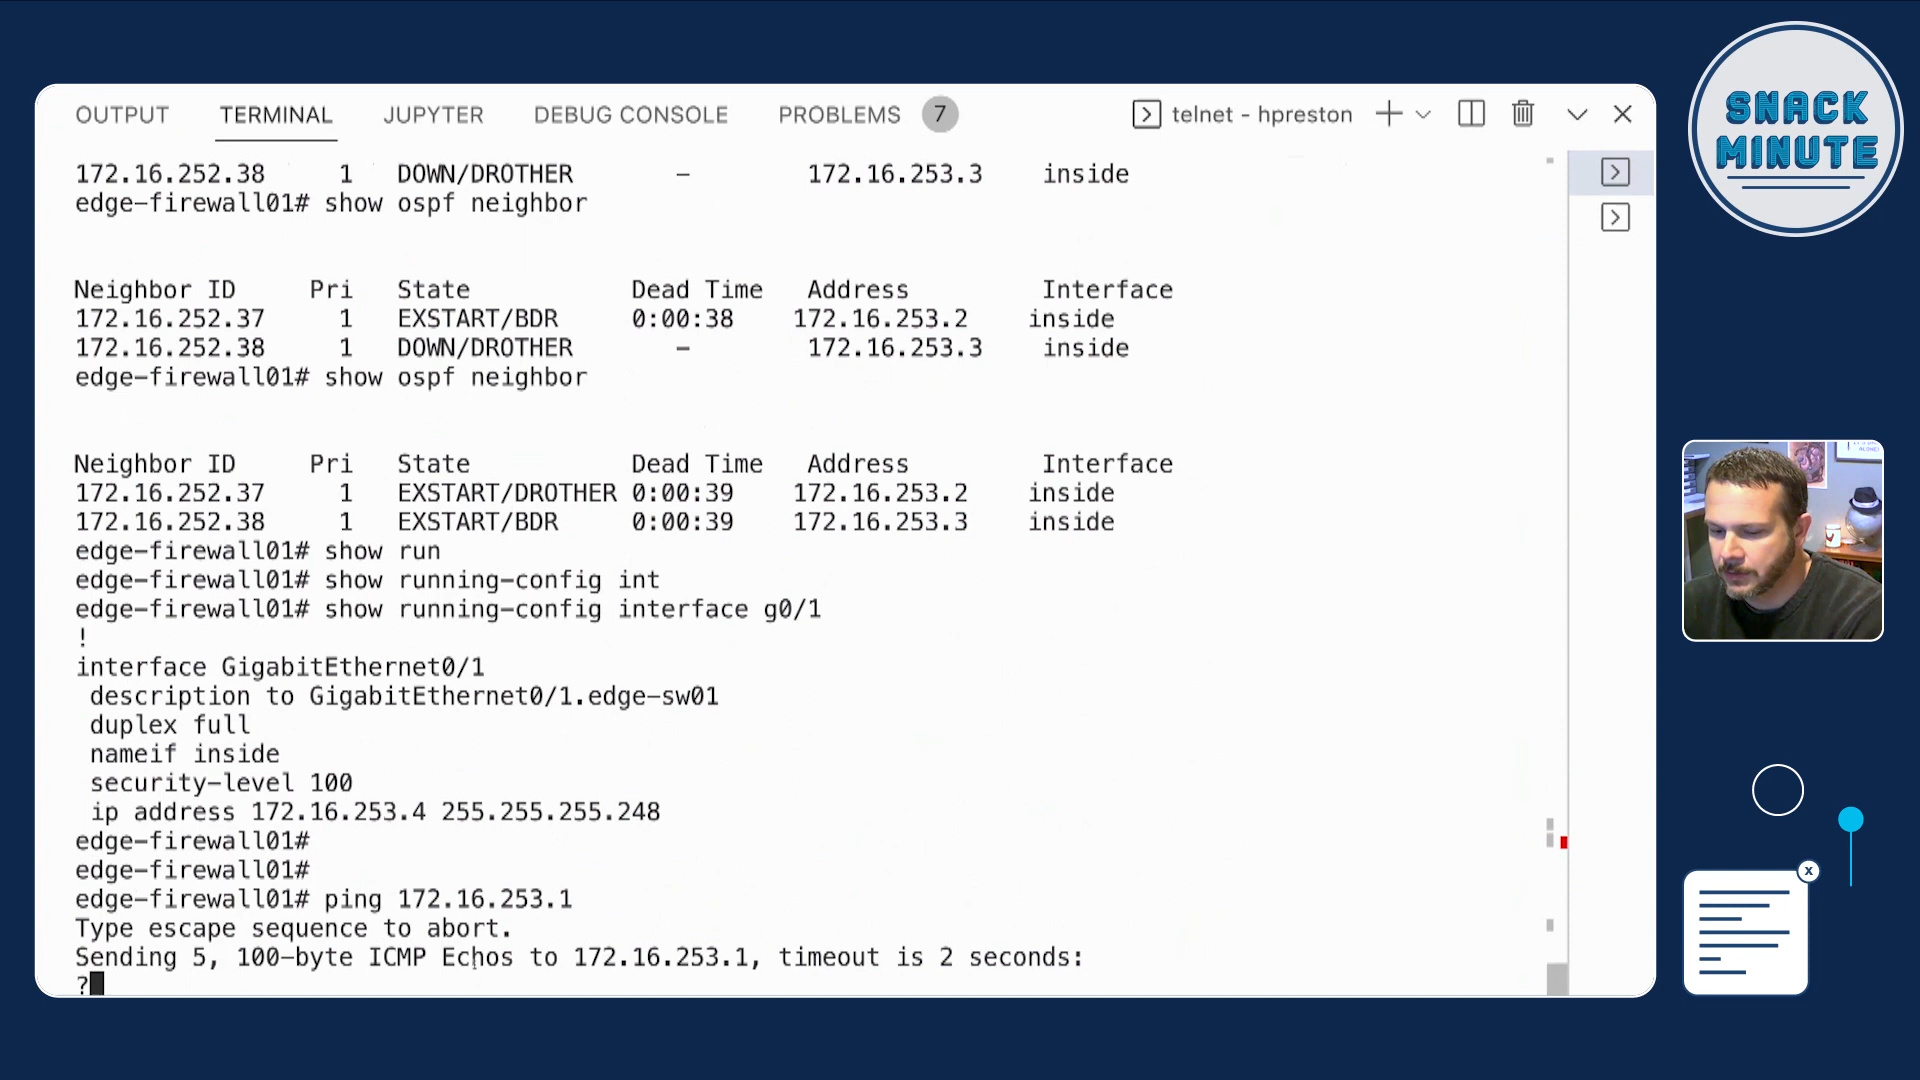 SNACK
MINUTE
OUTPUT TERMINAL JUPYTER DEBUG CONSOLE PROBLEMS 7 telnet - hpreston
172.16.252.38 1 DOWN/DROTHER - 172.16.253.3 inside
edge-firewall01# show ospf neighbor
Neighbor ID Pri State Dead Time Address Interface
172.16.252.37 1 EXSTART/BDR 0:00:38 172.16.253.2 inside
172.16.252.38 1 DOWN/DROTHER - 172.16.253.3 inside
edge-firewall01# show ospf neighbor
Neighbor ID Pri State Dead Time Address Interface
172.16.252.37 1 EXSTART/DROTHER 0:00:39 172.16.253.2 inside
172.16.252.38 1 EXSTART/BDR 0:00:39 172.16.253.3 inside
edge-firewall01# show run
edge-firewall01# show running-config int
edge-firewall01# show running-config interface g0/1
!
interface GigabitEthernet0/1
description to GigabitEthernet0/1.edge-sw01
duplex full
nameif inside
security-level 100
ip address 172.16.253.4 255.255.255.248
edge-firewall01#
edge-firewall01#
edge-firewall01# ping 172.16.253.1
Type escape sequence to abort.
Sending 5, 100-byte ICMP Echos to 172.16.253.1, timeout is 2 seconds:
?
x